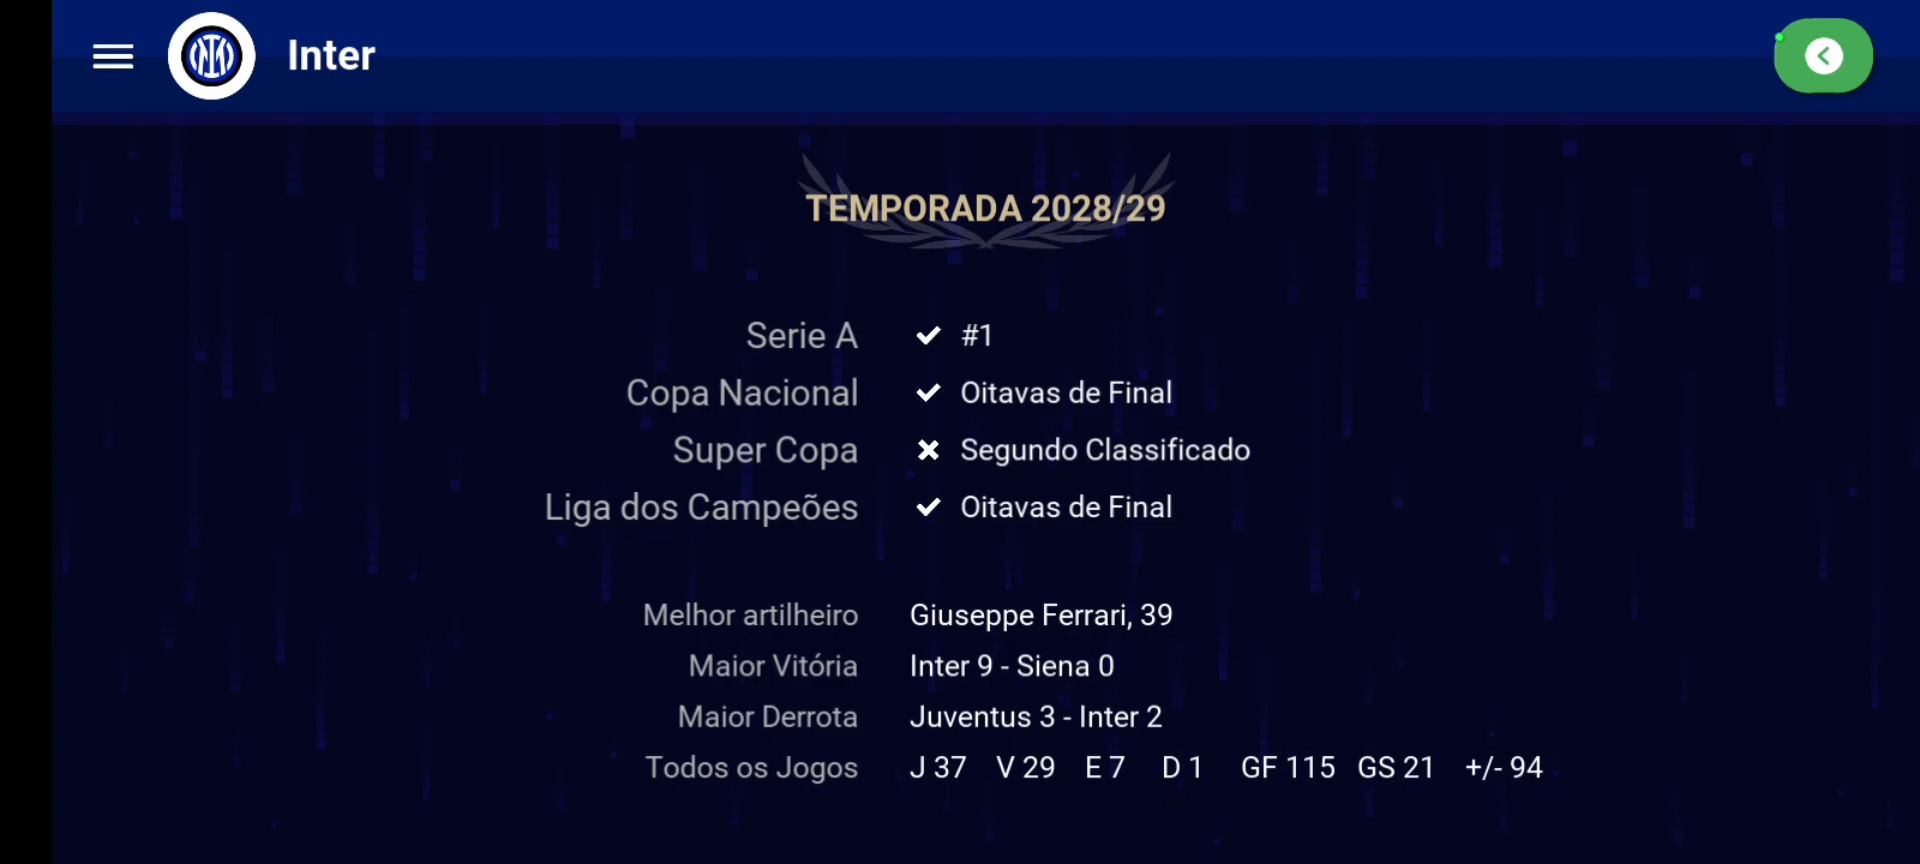 Inter
TEMPORADA 2028/29
Serie A #1
Copa Nacional Oitavas de Final
Super Copa Segundo Classificado
Liga dos Campeões Oitavas de Final
Melhor artilheiro Giuseppe Ferrari, 39
Maior Vitória Inter 9 - Siena 0
Maior Derrota Juventus 3 - Inter 2
Todos os Jogos J 37 V 29 E 7 D 1 GF 115 GS 21 +/- 94